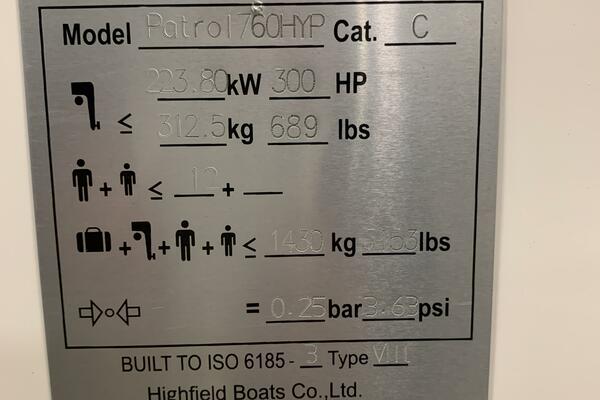 Model Patrol760HYP Cat. C
223.80 kW 300 HP
≤ 312.5 kg 689 lbs
+ ≤ 12 +
+ + + ≤ 1430 kg 3153 lbs
= 0.25 bar 3.63 psi
BUILT TO ISO 6185 - 3 Type VIII
Highfield Boats Co.,Ltd.